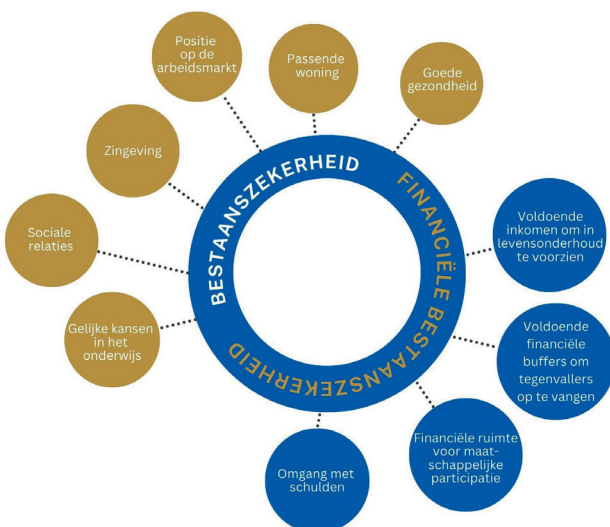 Positie
op de
arbeidsmarkt
Passende
woning
Goede
gezondheid
Zingeving
Sociale
relaties
Gelijke kansen
in het
onderwijs
BESTAANSZEKERHEID
FINANCIËLE BESTAANSZEKERHEID
Voldoende
inkomen om in
levensonderhoud
te voorzien
Voldoende
financiële
buffers om
tegenvallers
op te vangen
Financiële ruimte
voor maat-
schappelijke
participatie
Omgang met
schulden